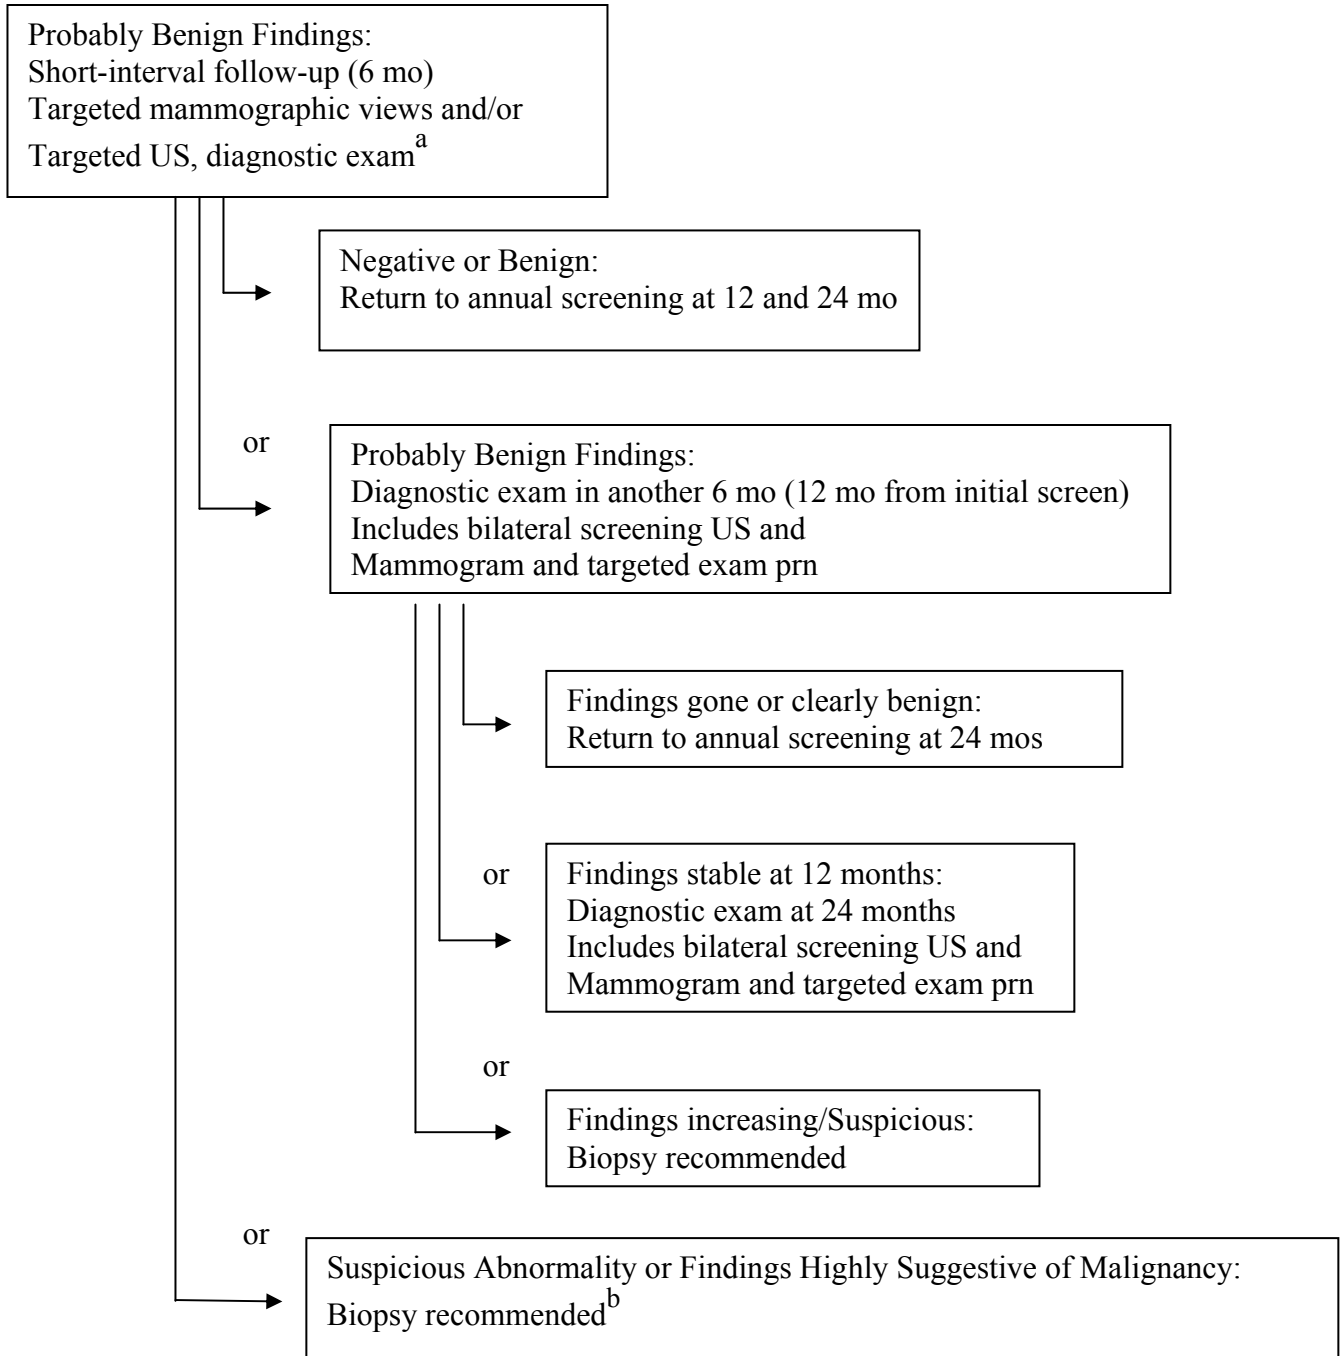 Probably Benign Findings:
Short-interval follow-up (6 mo)
Targeted mammographic views and/or
Targeted US, diagnostic exam^a
Negative or Benign:
Return to annual screening at 12 and 24 mo
or
Probably Benign Findings:
Diagnostic exam in another 6 mo (12 mo from initial screen)
Includes bilateral screening US and
Mammogram and targeted exam prn
Findings gone or clearly benign:
Return to annual screening at 24 mos
or
Findings stable at 12 months:
Diagnostic exam at 24 months
Includes bilateral screening US and
Mammogram and targeted exam prn
or
Findings increasing/Suspicious:
Biopsy recommended
or
Suspicious Abnormality or Findings Highly Suggestive of Malignancy:
Biopsy recommended^b